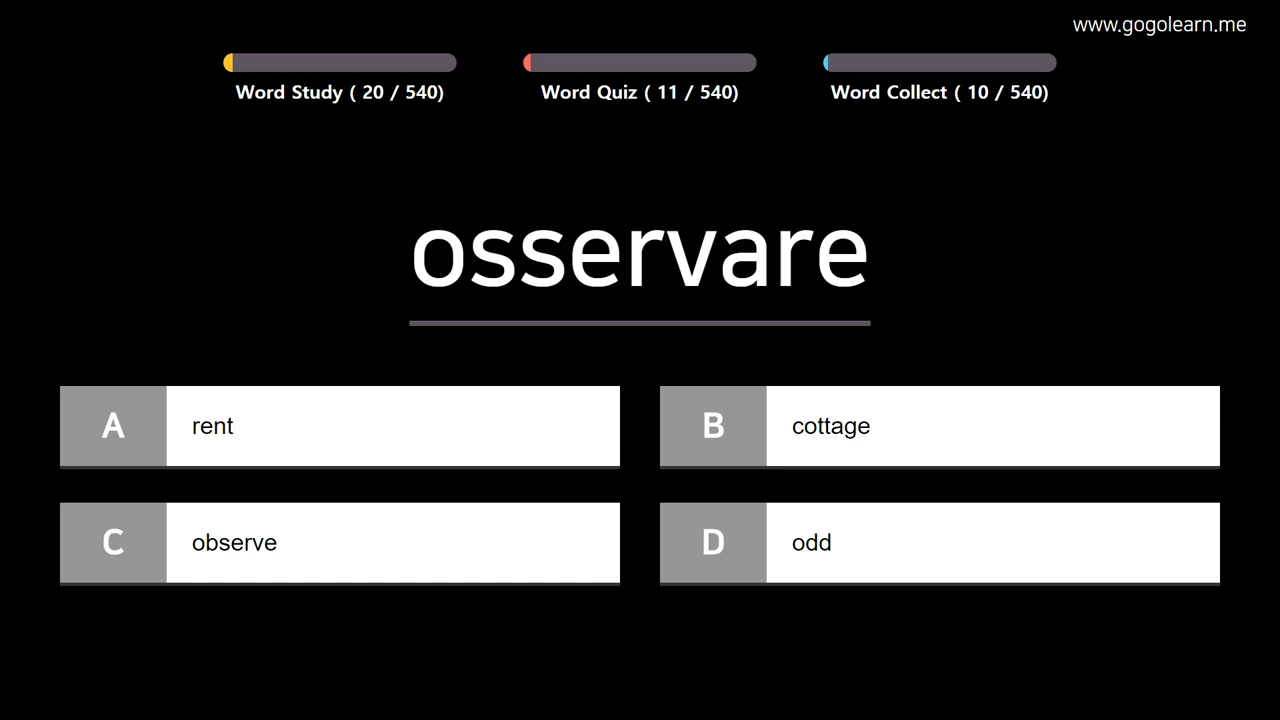 www.gogolearn.me
Word Study ( 20 / 540)
Word Quiz ( 11 / 540)
Word Collect ( 10 / 540)
osservare
A rent
B cottage
C observe
D odd